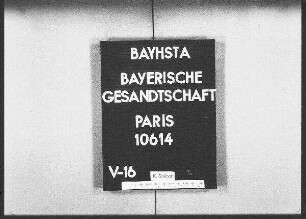 BAYHSTA
BAYERISCHE
GESANDTSCHAFT
PARIS
10614
V-16